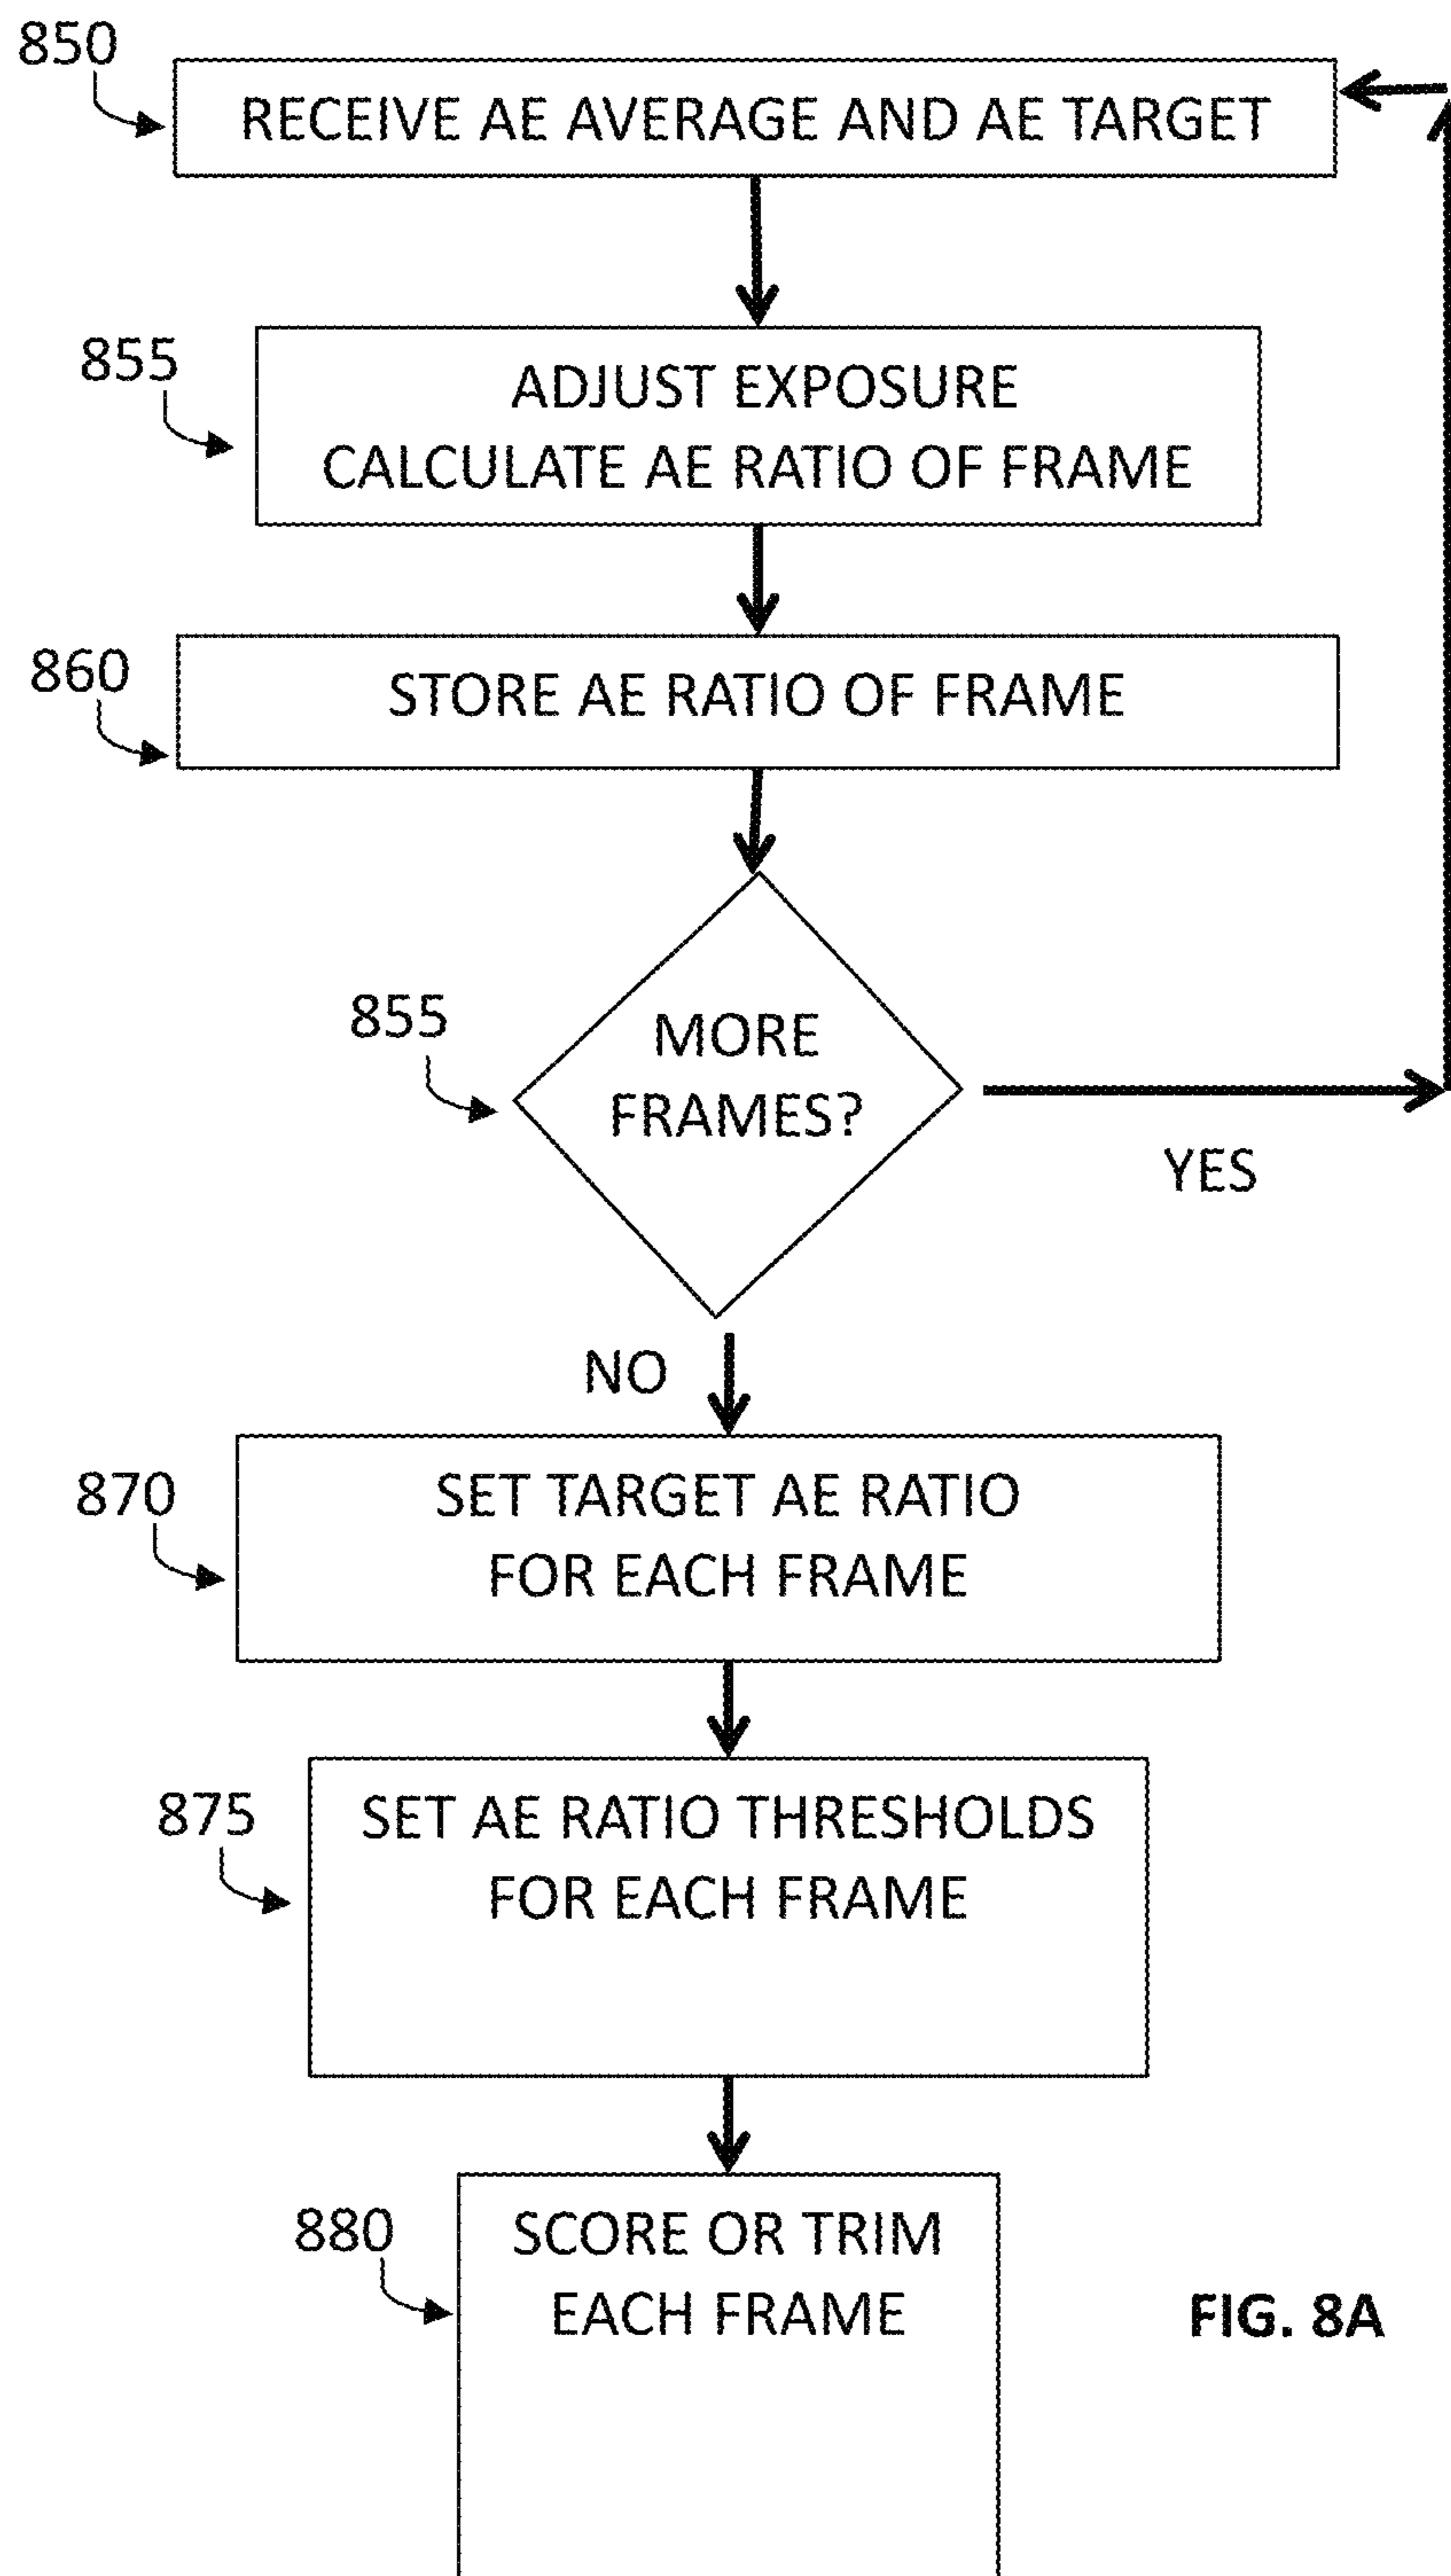 850
RECEIVE AE AVERAGE AND AE TARGET
855
ADJUST EXPOSURE
CALCULATE AE RATIO OF FRAME
860
STORE AE RATIO OF FRAME
855
MORE
FRAMES?
YES
NO
870
SET TARGET AE RATIO
FOR EACH FRAME
875
SET AE RATIO THRESHOLDS
FOR EACH FRAME
880
SCORE OR TRIM
EACH FRAME
FIG. 8A